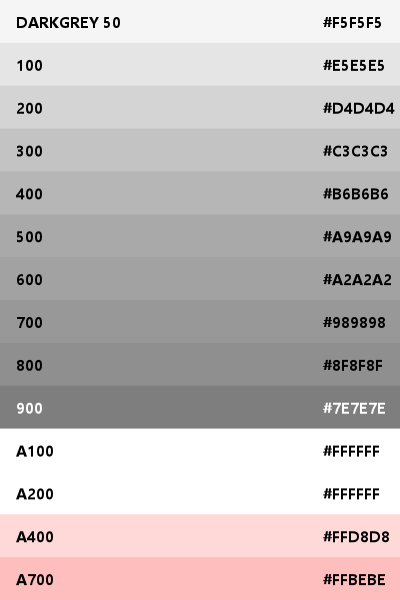 DARKGREY 50 #F5F5F5
100 #E5E5E5
200 #D4D4D4
300 #C3C3C3
400 #B6B6B6
500 #A9A9A9
600 #A2A2A2
700 #989898
800 #8F8F8F
900 #7E7E7E
A100 #FFFFFF
A200 #FFFFFF
A400 #FFD8D8
A700 #FFBEBE